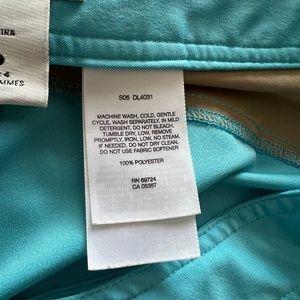 INA
4
MMES
S05 DL4031
MACHINE WASH, COLD, GENTLE
CYCLE, WASH SEPARATELY, IN MILD
DETERGENT, DO NOT BLEACH,
TUMBLE DRY, LOW, REMOVE
PROMPTLY, IRON, LOW, NO STEAM,
IF NEEDED, DO NOT DRY CLEAN,
DO NOT USE FABRIC SOFTENER
100% POLYESTER
RN 69724
CA 05367